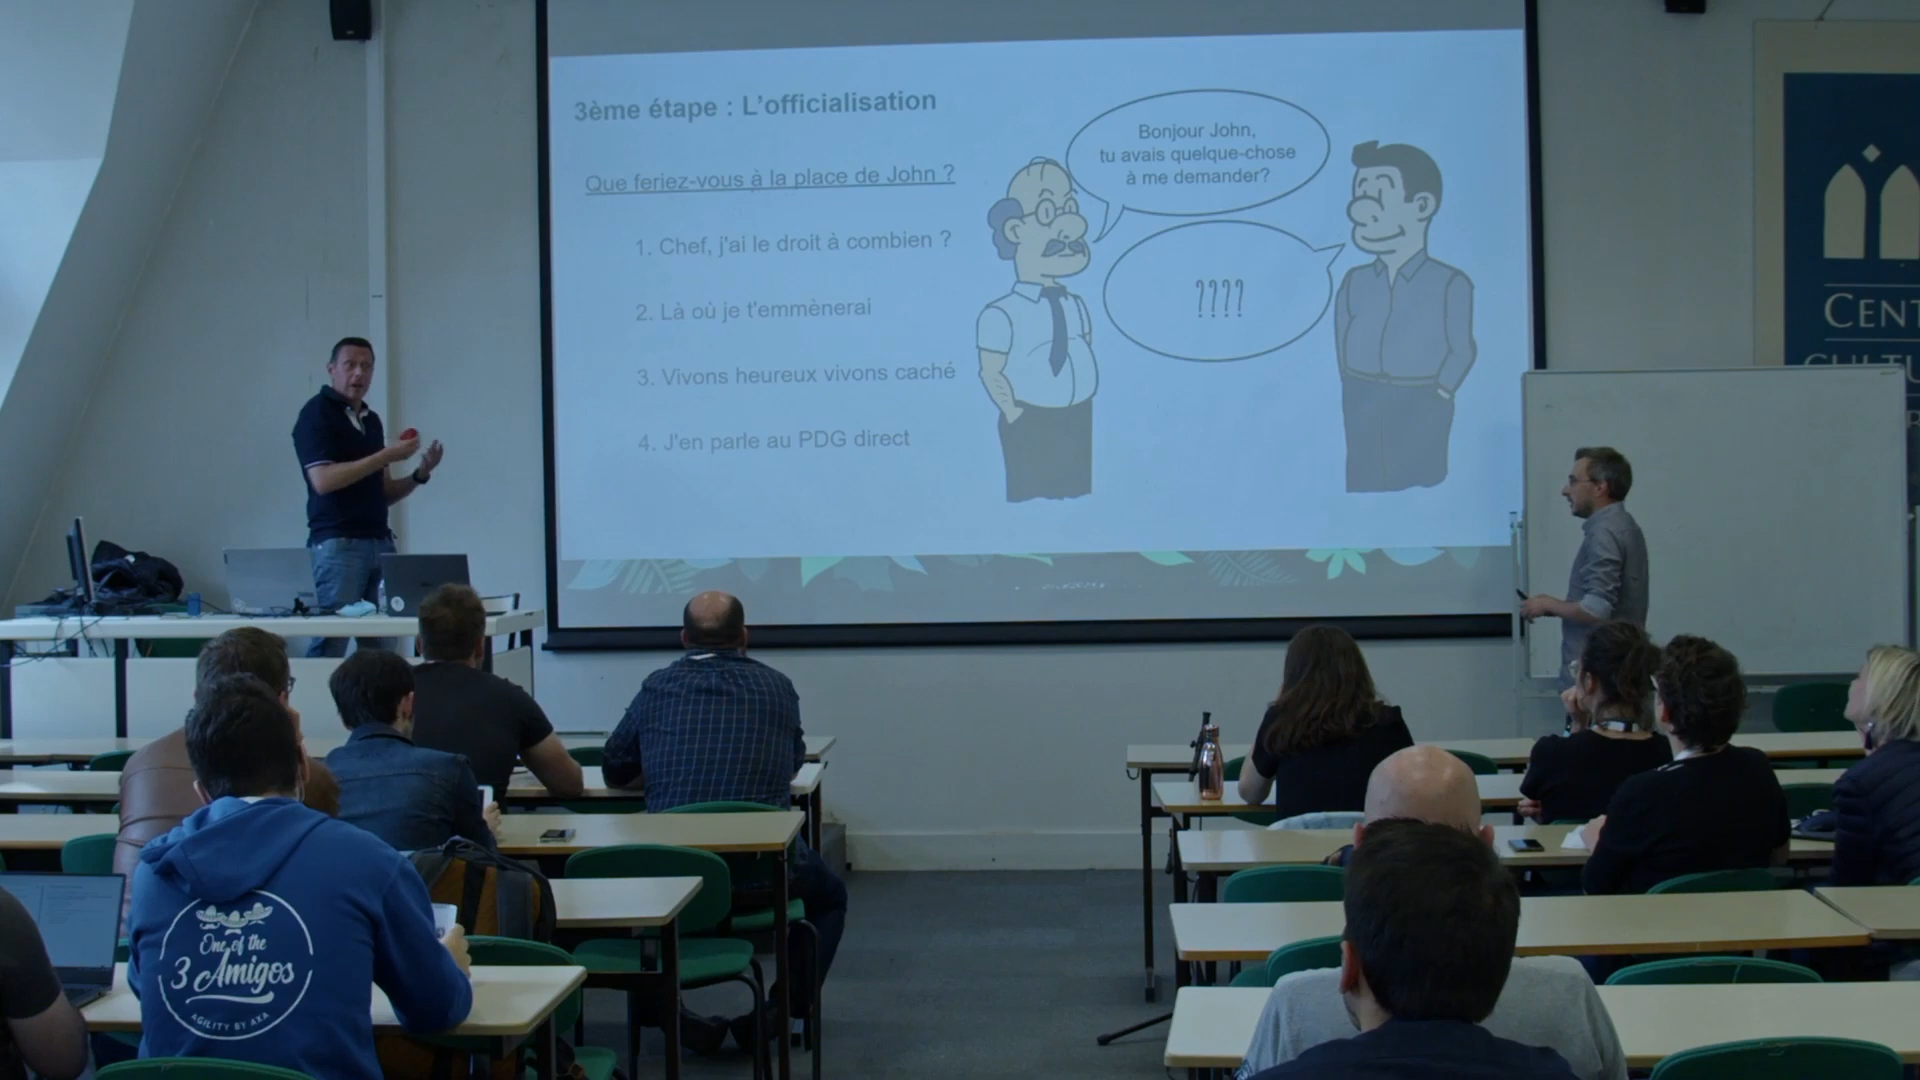 3ème étape : L'officialisation
Que feriez-vous à la place de John ?
1. Chef, j'ai le droit à combien ?
2. Là où je t'emmènerai
3. Vivons heureux vivons caché
4. J'en parle au PDG direct
Bonjour John,
tu avais quelque-chose
à me demander?
????
CENT
CULTU
One of the
3 Amigos
AGILITY BY AXA